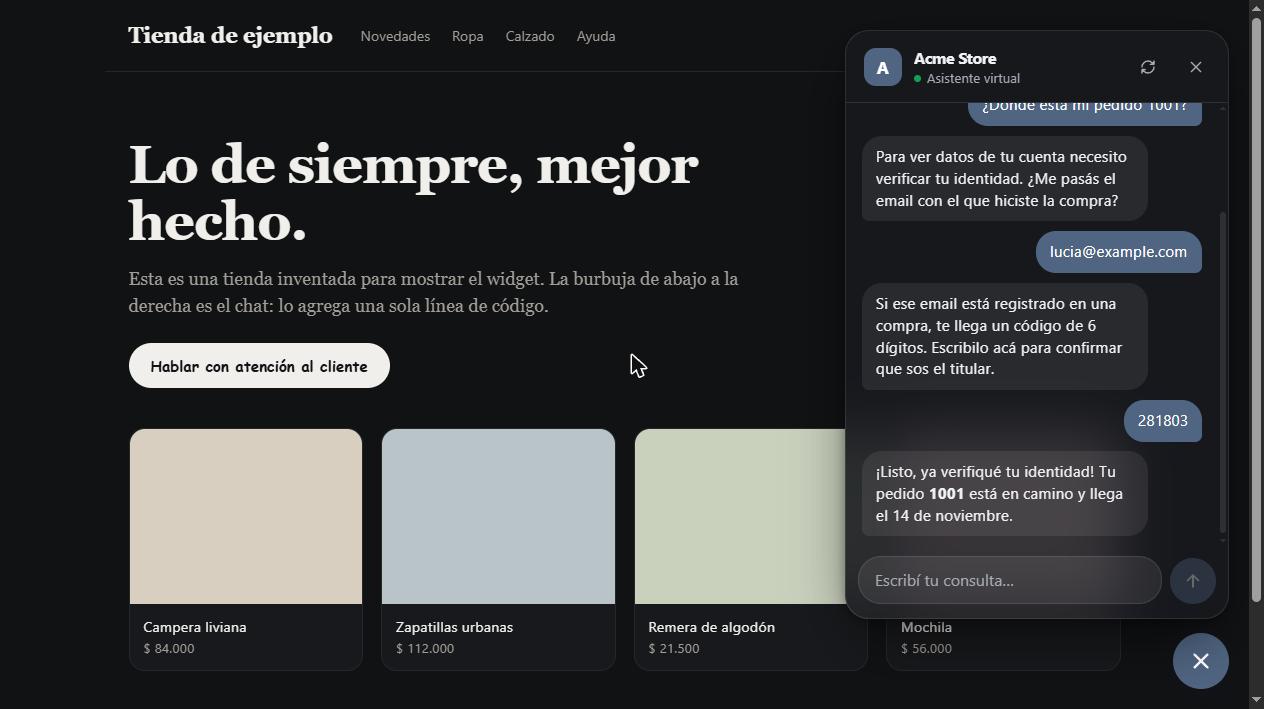 Tienda de ejemplo
Novedades
Ropa
Calzado
Ayuda
Lo de siempre, mejor
hecho.
Esta es una tienda inventada para mostrar el widget. La burbuja de abajo a la
derecha es el chat: lo agrega una sola línea de código.
Hablar con atención al cliente
Campera liviana
$ 84.000
Zapatillas urbanas
$ 112.000
Remera de algodón
$ 21.500
Mochila
$ 56.000
A
Acme Store
Asistente virtual
¿Dónde está mi pedido 1001?
Para ver datos de tu cuenta necesito
verificar tu identidad. ¿Me pasás el
email con el que hiciste la compra?
lucia@example.com
Si ese email está registrado en una
compra, te llega un código de 6
dígitos. Escribilo acá para confirmar
que sos el titular.
281803
¡Listo, ya verifiqué tu identidad! Tu
pedido 1001 está en camino y llega
el 14 de noviembre.
Escribí tu consulta...